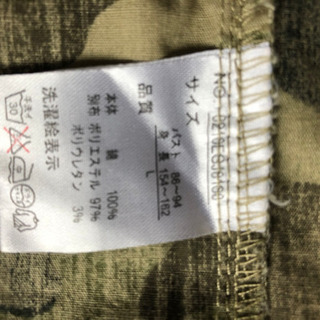 サイズ
バスト 86~94
身長 154~162
L
品質
本体 綿 100%
別布 ポリエステル 97%
ポリウレタン 3%
洗濯絵表示
30